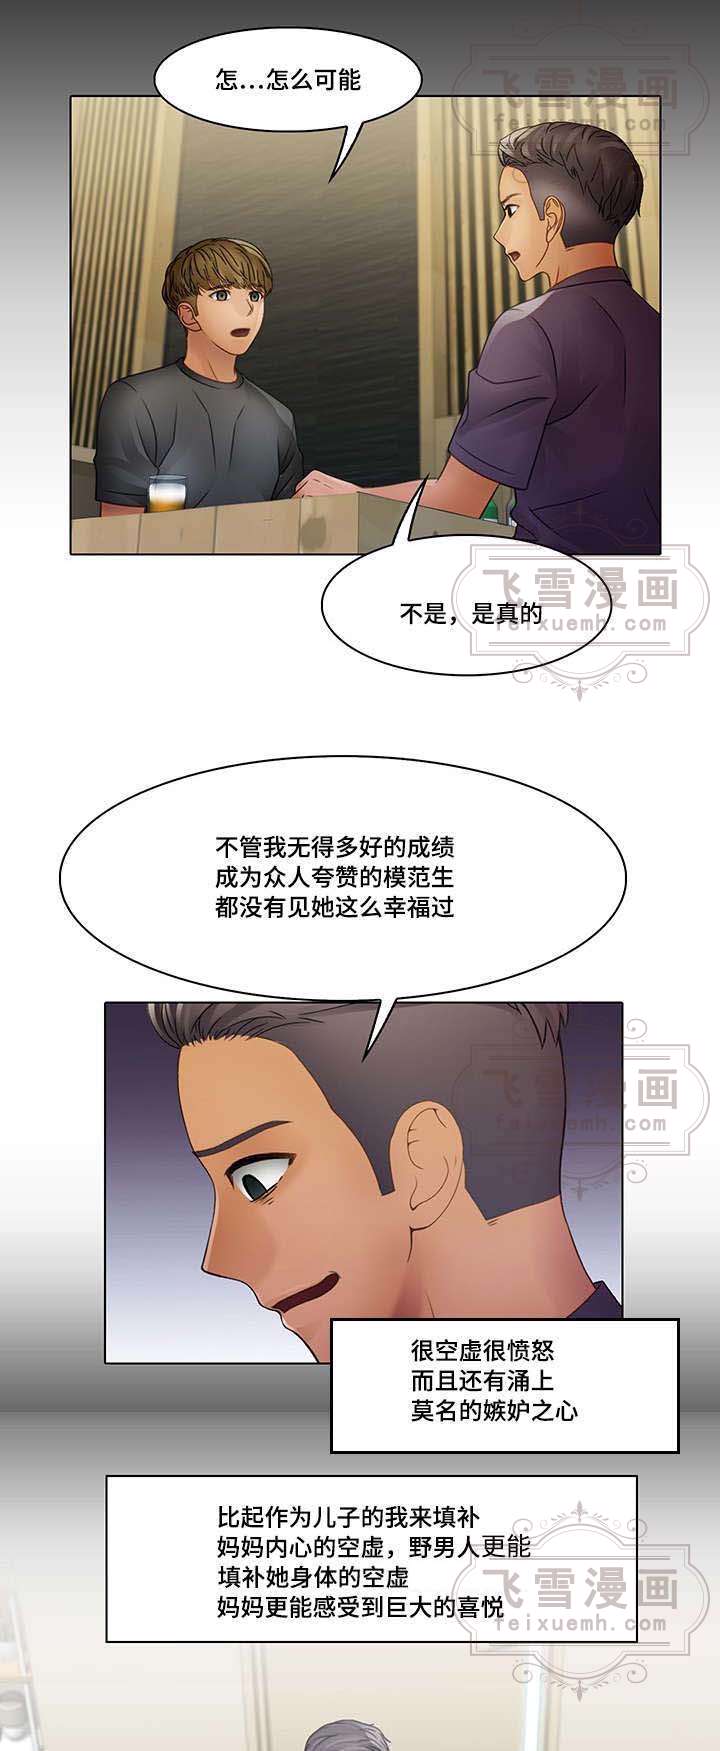 怎...怎么可能
飞雪漫画
feixuemh.com
不是，是真的
飞雪漫画
feixuemh.com
不管我无得多好的成绩
成为众人夸赞的模范生
都没有见她这么幸福过
飞雪漫画
feixuemh.com
很空虚很愤怒
而且还有涌上
莫名的嫉妒之心
比起作为儿子的我来填补
妈妈内心的空虚，野男人更能
填补她身体的空虚
妈妈更能感受到巨大的喜悦
飞雪漫画
feixuemh.com